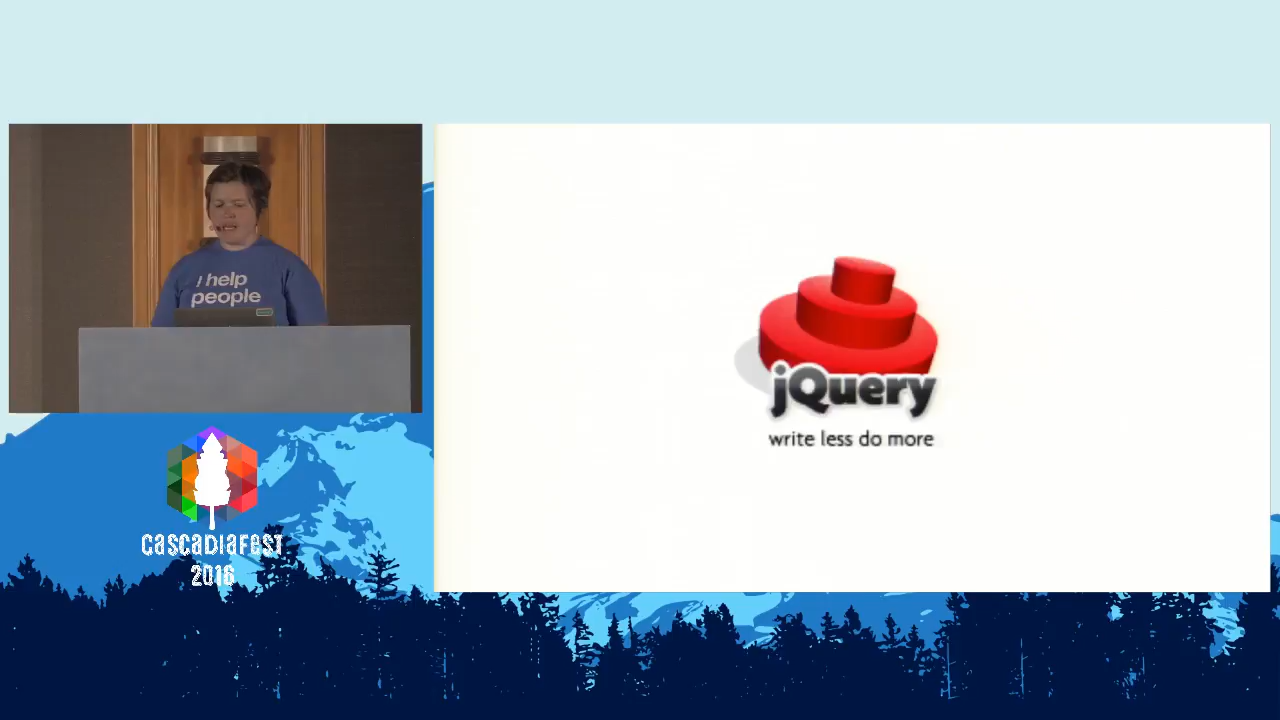 I help
people
cascadiafest
2016
jQuery
write less do more